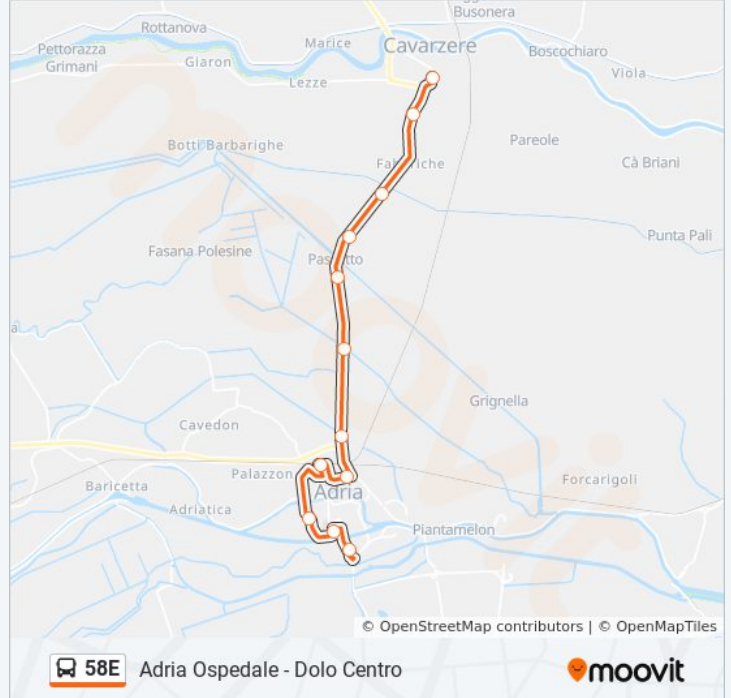 Busonera
Rottanova
Marice
Cavarzere
Pettorazza
Grimani
Giaron
Boscochiaro
Lezze
Viola
Botti Barbarighe
Pareole
Cà Briani
Punta Pali
Fasana Polesine
Grignella
Cavedon
Palazzon
Baricetta
Forcarigoli
Adria
Adriatica
Piantamelon
© OpenStreetMap contributors | © OpenMapTiles
58E Adria Ospedale - Dolo Centro
moovit